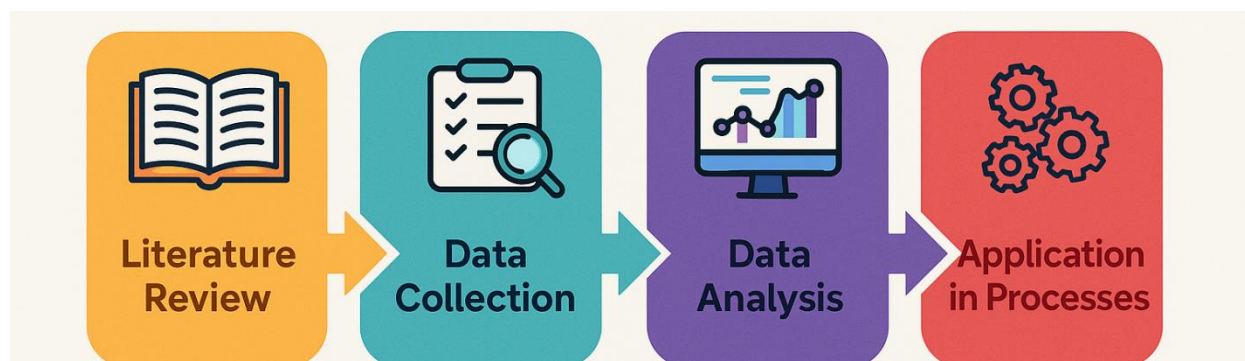 Literature
Review
Data
Collection
Data
Analysis
Application
in Processes